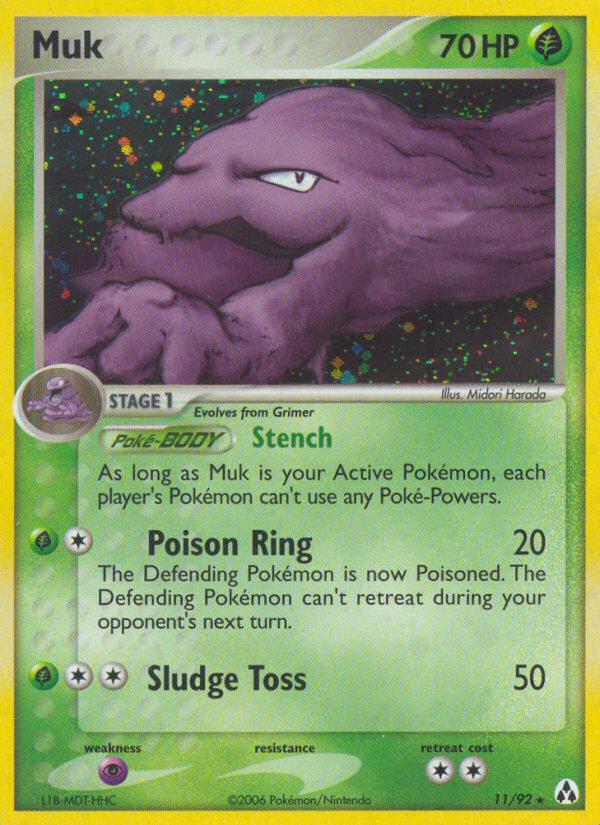 Muk
70 HP
Illus. Midori Harada
STAGE 1
Evolves from Grimer
Poké-BODY Stench
As long as Muk is your Active Pokémon, each
player's Pokémon can't use any Poké-Powers.
Poison Ring 20
The Defending Pokémon is now Poisoned. The
Defending Pokémon can't retreat during your
opponent's next turn.
Sludge Toss 50
weakness resistance retreat cost
L1B-MDT-HHC ©2006 Pokémon/Nintendo 11/92 ★